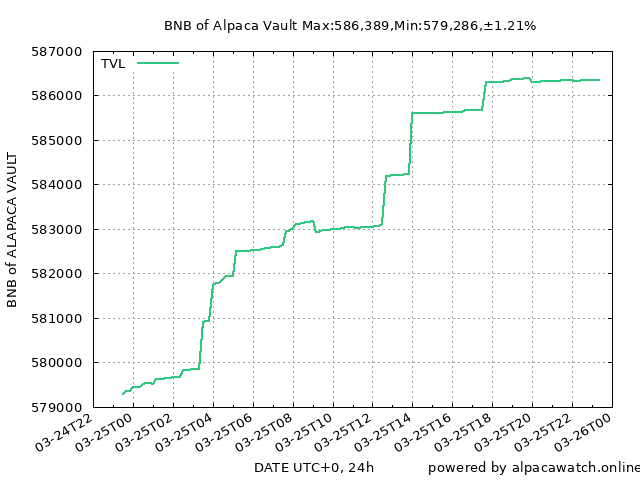 BNB of Alpaca Vault Max:586,389,Min:579,286,±1.21%
TVL
587000
586000
585000
584000
583000
582000
581000
580000
579000
BNB of ALAPACA VAULT
03-24T22
03-25T00
03-25T02
03-25T04
03-25T06
03-25T08
03-25T10
03-25T12
03-25T14
03-25T16
03-25T18
03-25T20
03-25T22
03-26T00
DATE UTC+0, 24h
powered by alpacawatch.online